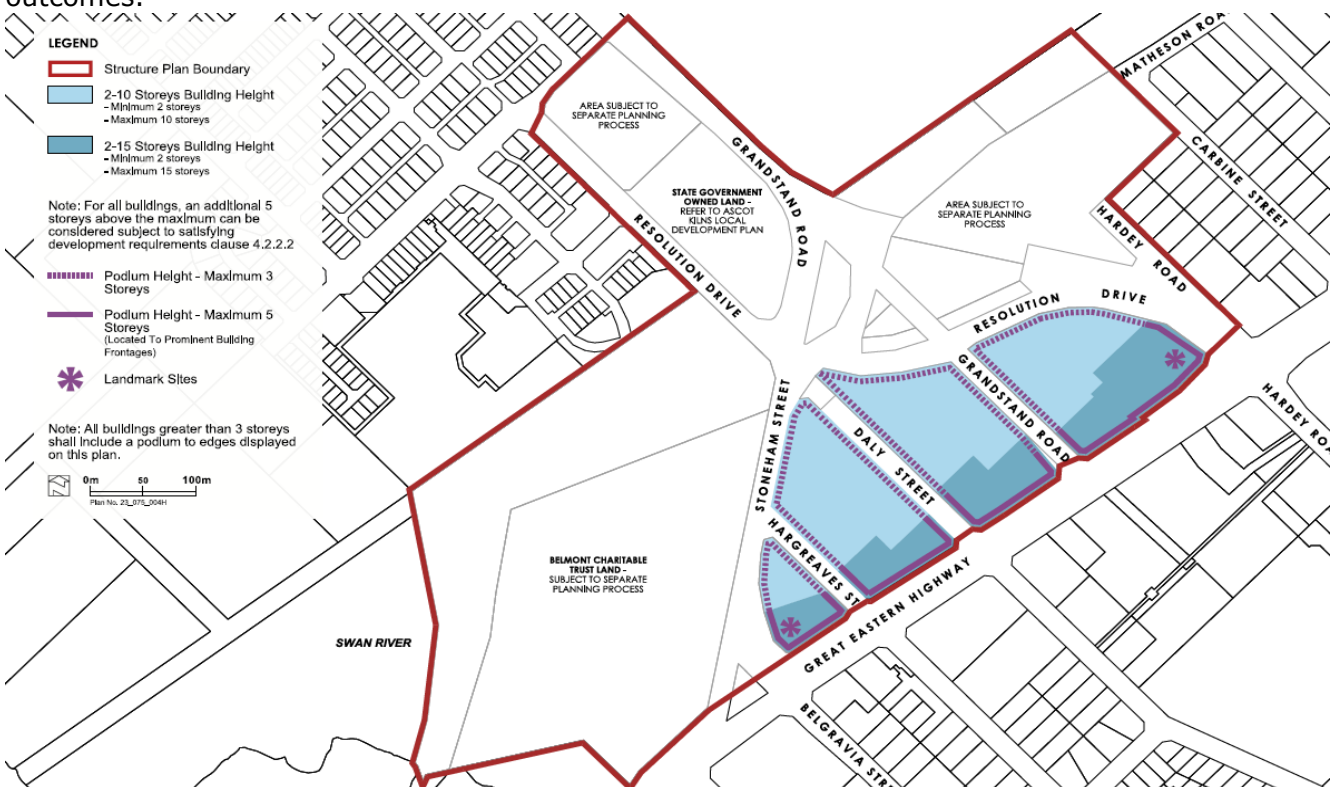 outcomes.
LEGEND
Structure Plan Boundary
2-10 Storeys Building Height
- Minimum 2 storeys
- Maximum 10 storeys
2-15 Storeys Building Height
- Minimum 2 storeys
- Maximum 15 storeys
Note: For all buildings, an additional 5
storeys above the maximum can be
considered subject to satisfying
development requirements clause 4.2.2.2
Podium Height - Maximum 3
Storeys
Podium Height - Maximum 5
Storeys
(Located To Prominent Building
Frontages)
Landmark Sites
Note: All buildings greater than 3 storeys
shall include a podium to edges displayed
on this plan.
0m 50 100m
Plan No. 23_075_004H
MATHESON ROA
AREA SUBJECT TO
SEPARATE PLANNING
PROCESS
GRANDSTAND ROAD
CARBINE STREET
STATE GOVERNMENT
OWNED LAND -
REFER TO ASCOT
KILNS LOCAL
DEVELOPMENT PLAN
AREA SUBJECT TO
SEPARATE PLANNING
PROCESS
HARDEY ROAD
RESOLUTION DRIVE
RESOLUTION DRIVE
GRANDSTAND ROAD
HARDEY RO
STONEHAM STREET
DALY STREET
HARGREAVES ST
BELMONT CHARITABLE
TRUST LAND -
SUBJECT TO SEPARATE
PLANNING PROCESS
GREAT EASTERN HIGHWAY
SWAN RIVER
BELGRAVIA STR